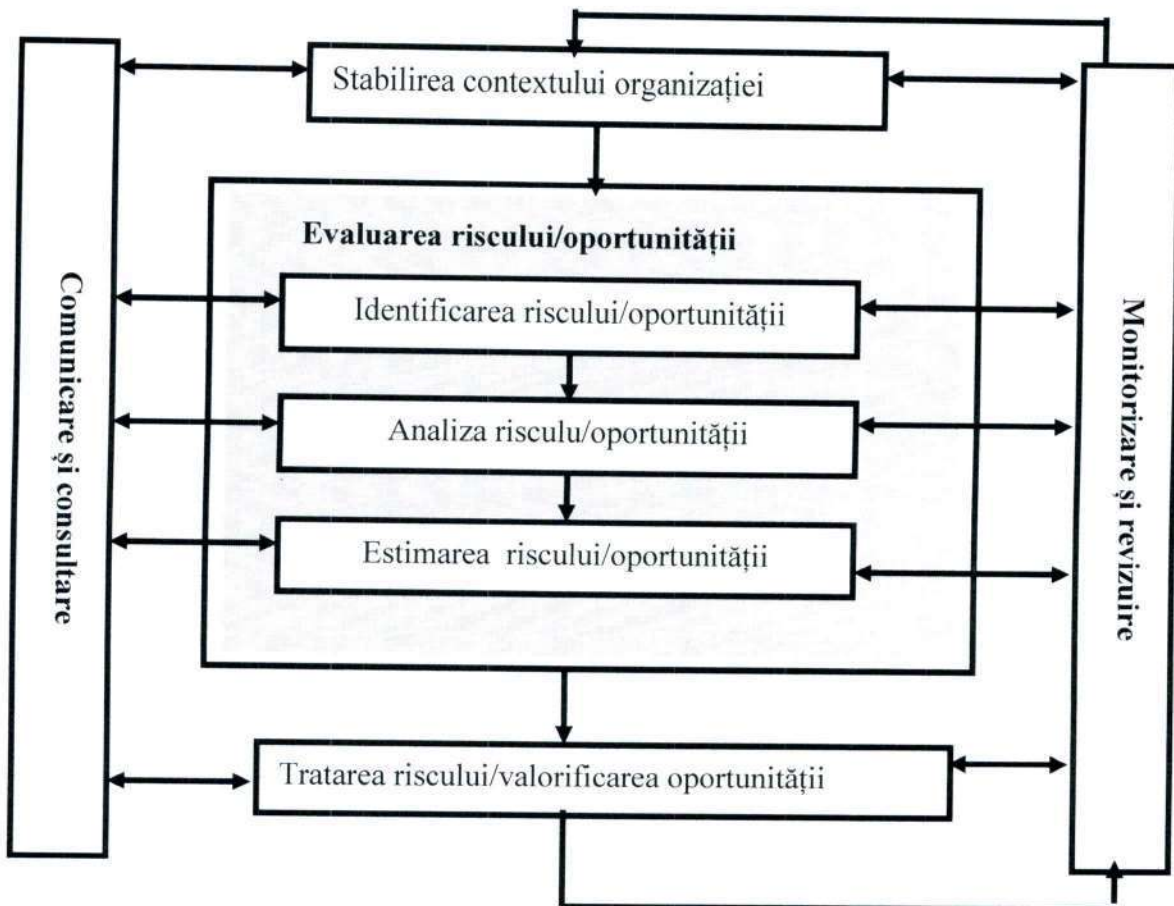 Stabilirea contextului organizației
Evaluarea riscului/oportunității
Identificarea riscului/oportunității
Analiza risculu/oportunității
Estimarea riscului/oportunității
Tratarea riscului/valorificarea oportunității
Comunicare și consultare
Monitorizare și revizuire